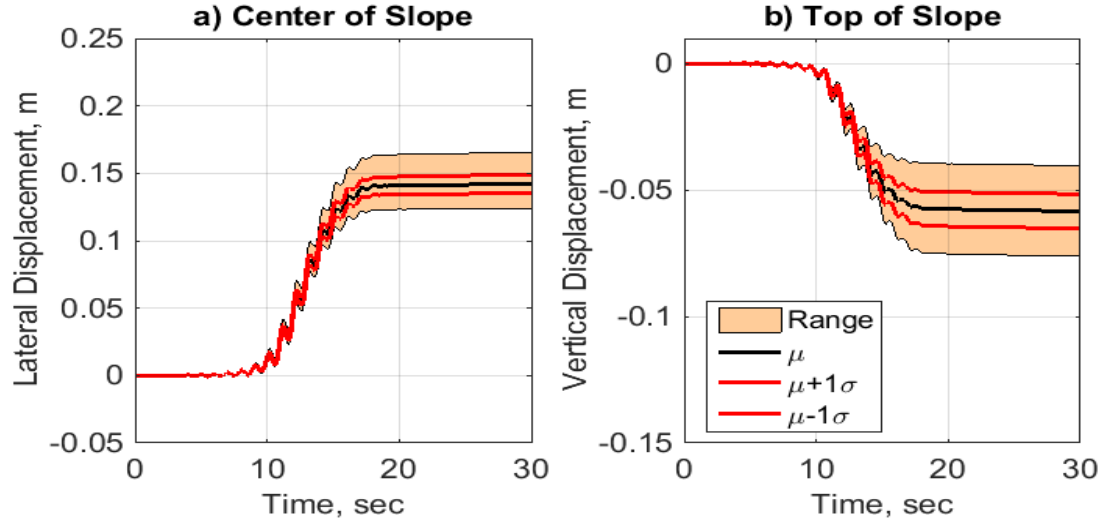 a) Center of Slope
0.25
0.2
0.15
0.1
0.05
0
-0.05
Lateral Displacement, m
0 10 20 30
Time, sec
b) Top of Slope
0
-0.05
-0.1
-0.15
Vertical Displacement, m
Range
μ
μ+1σ
μ-1σ
0 10 20 30
Time, sec